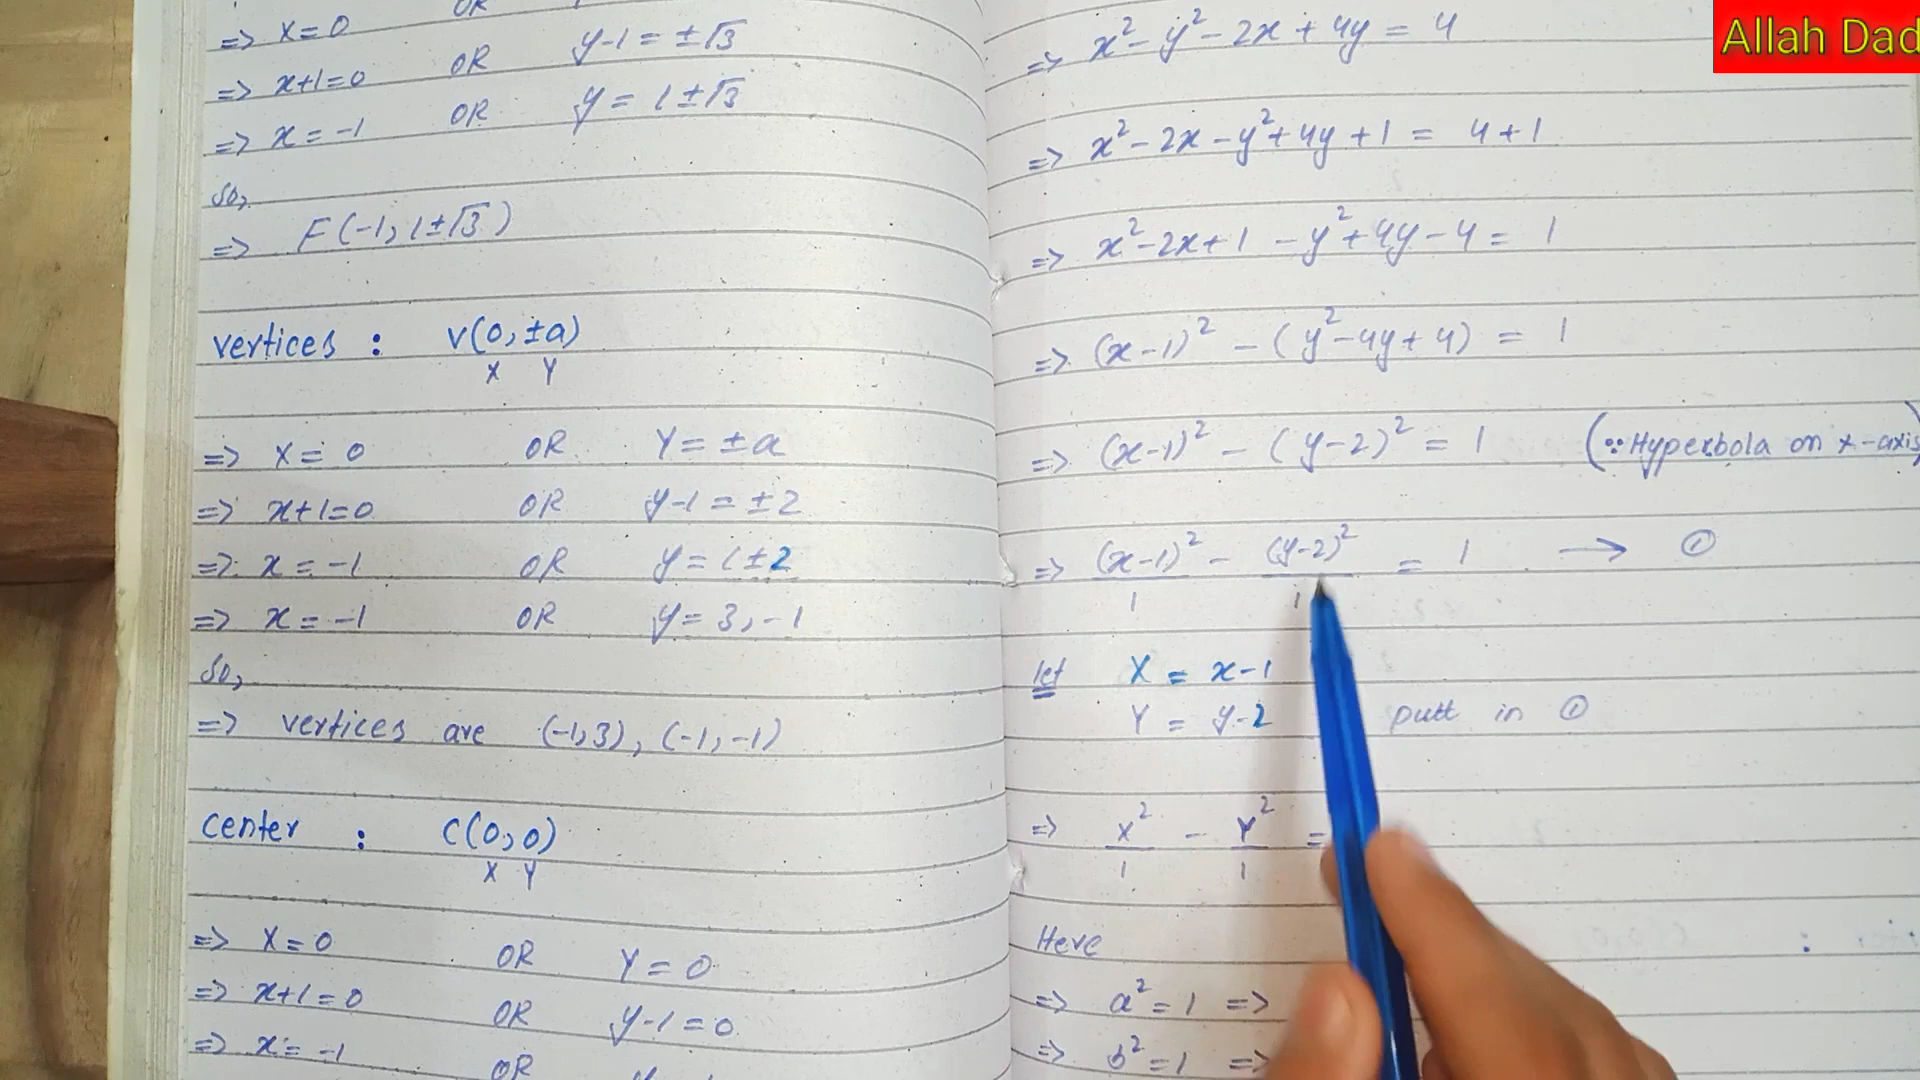 OR
=> x=0
y-1 = ±√3
=> x+1=0 OR
=> x = -1 OR y = 1±√3
So,
=> F(-1, 1±√3)
vertices : V(0, ±a)
X Y
=> X = 0 OR Y = ±a
=> x+1=0 OR y-1 = ±2
=> x = -1 OR y = 1±2
=> x = -1 OR y = 3, -1
So,
=> vertices are (-1,3), (-1,-1)
center : C(0,0)
X Y
=> X=0 OR Y = 0
=> x+1=0 OR y-1=0
=> x = -1 OR
=> x² - y² - 2x + 4y = 4
=> x² - 2x - y² + 4y + 1 = 4+1
=> x² - 2x + 1 - y² + 4y - 4 = 1
=> (x-1)² - (y² - 4y + 4) = 1
=> (x-1)² - (y-2)² = 1 (∵ Hyperbola on x-axis)
=> (x-1)² - (y-2)² = 1 → ①
1 1
let X = x-1
Y = y-2 putt in ①
=> X² - Y² =
1 1
Here
=> a² = 1 =>
=> b² = 1 =>
Allah Dad